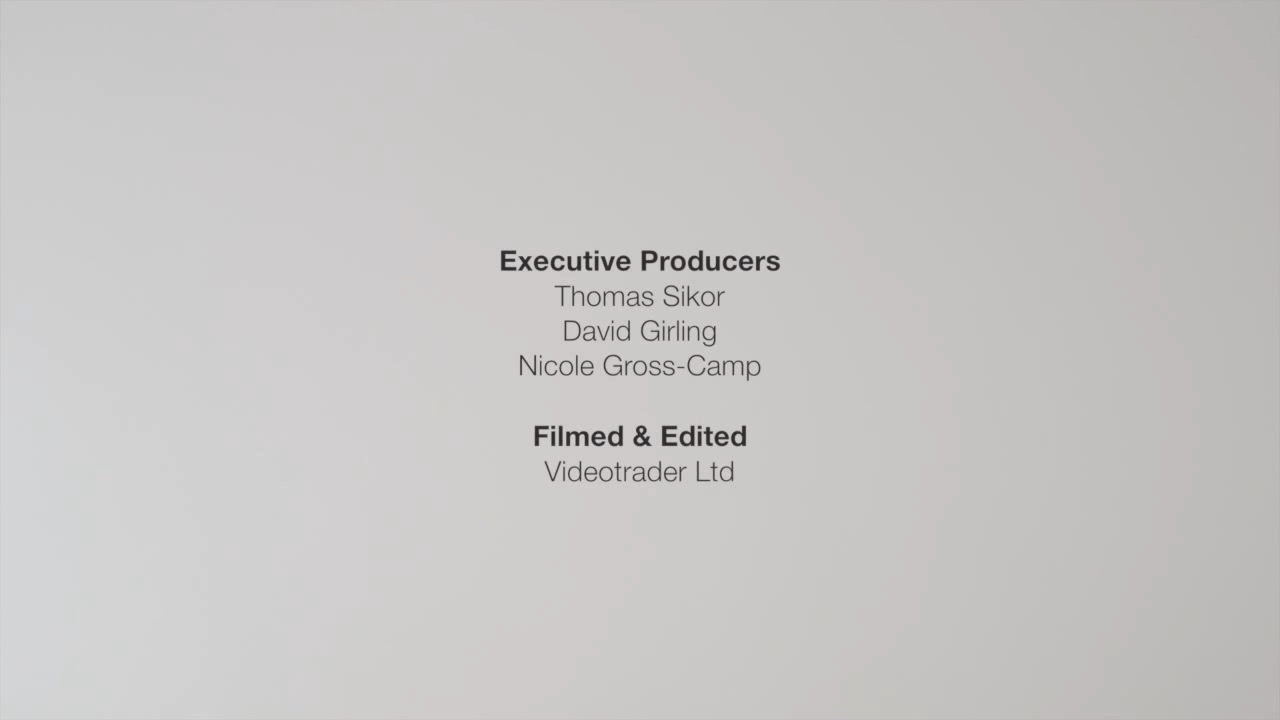 Executive Producers
Thomas Sikor
David Girling
Nicole Gross-Camp
Filmed & Edited
Videotrader Ltd